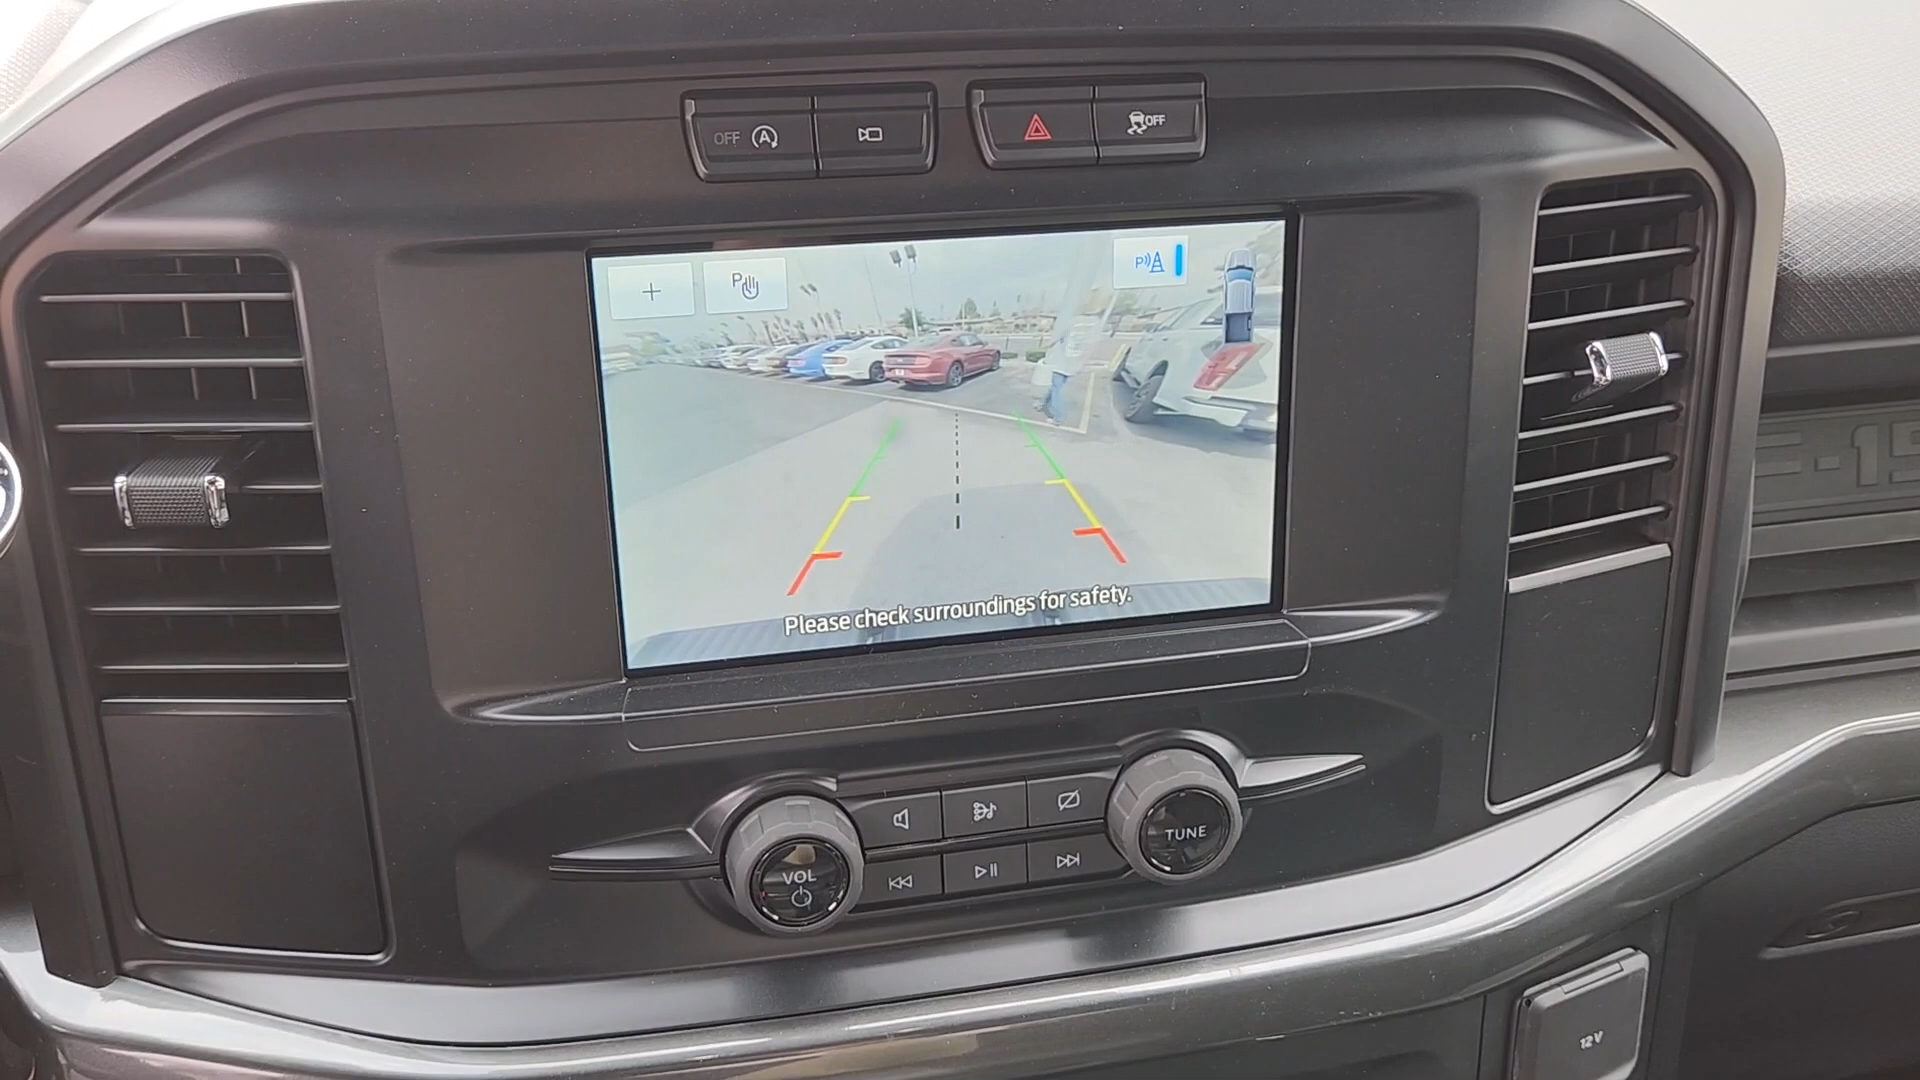 OFF A
OFF
P
P
Please check surroundings for safety.
VOL
TUNE
12V